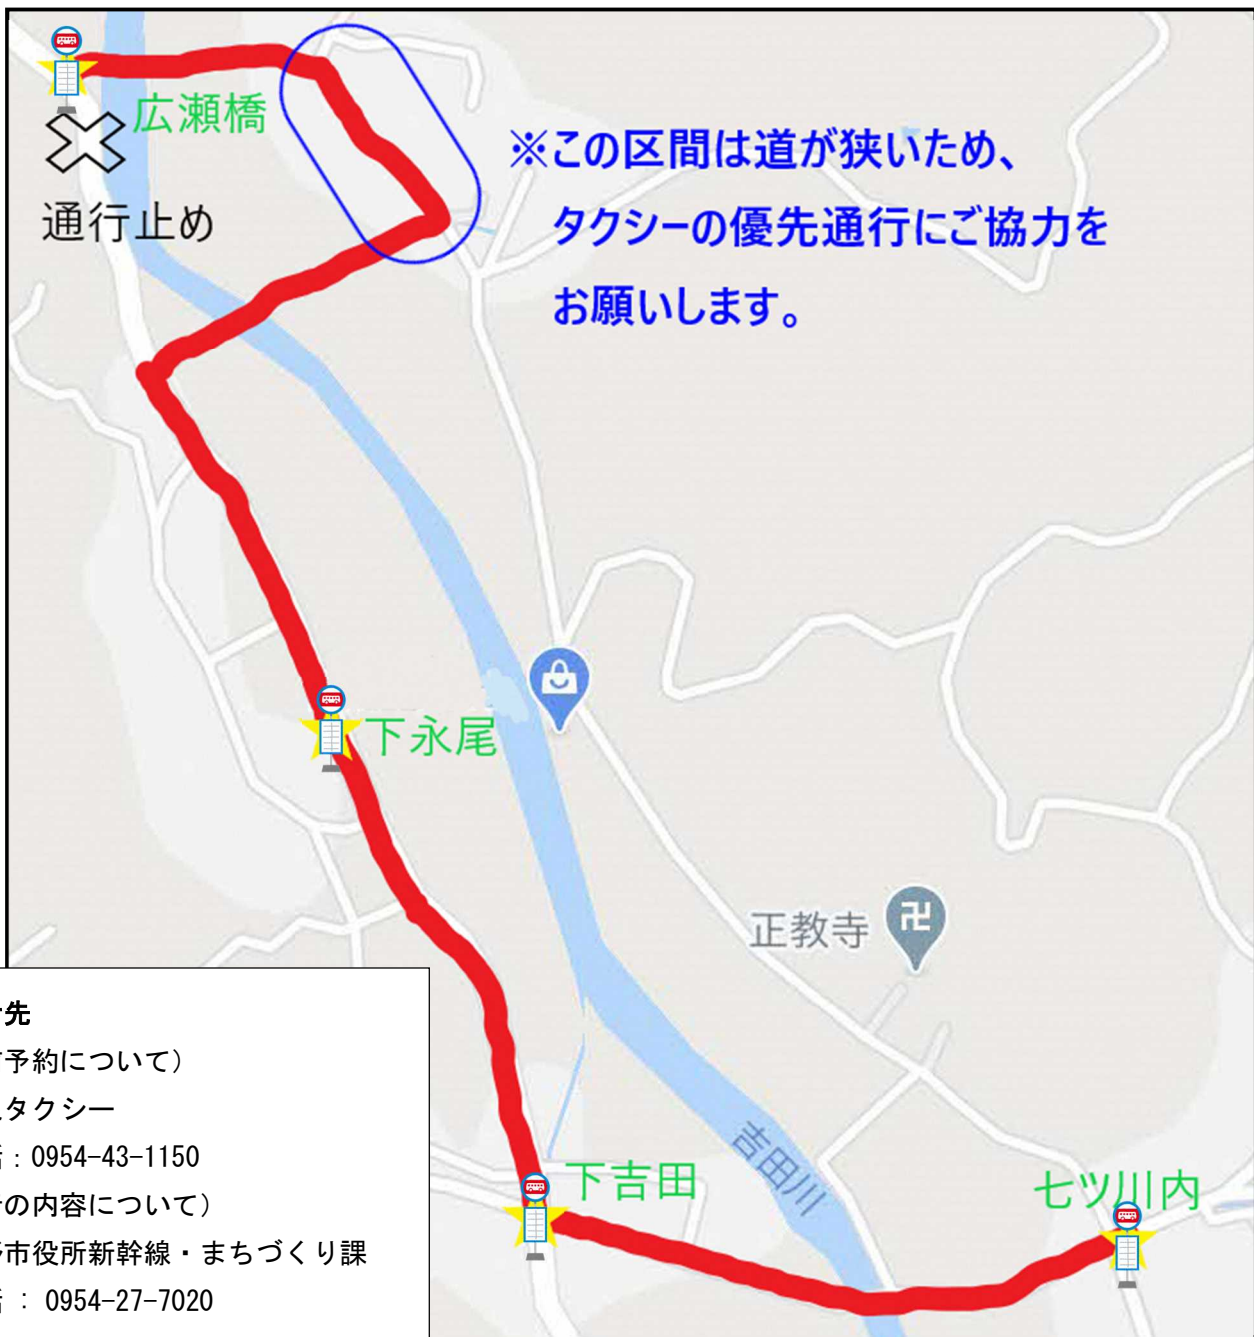 広瀬橋
通行止め
※この区間は道が狭いため、
タクシーの優先通行にご協力を
お願いします。
下永尾
正教寺
卍
吉田川
下吉田
七ツ川内
先
予約について）
タクシー
：0954-43-1150
の内容について）
市役所新幹線・まちづくり課
： 0954-27-7020